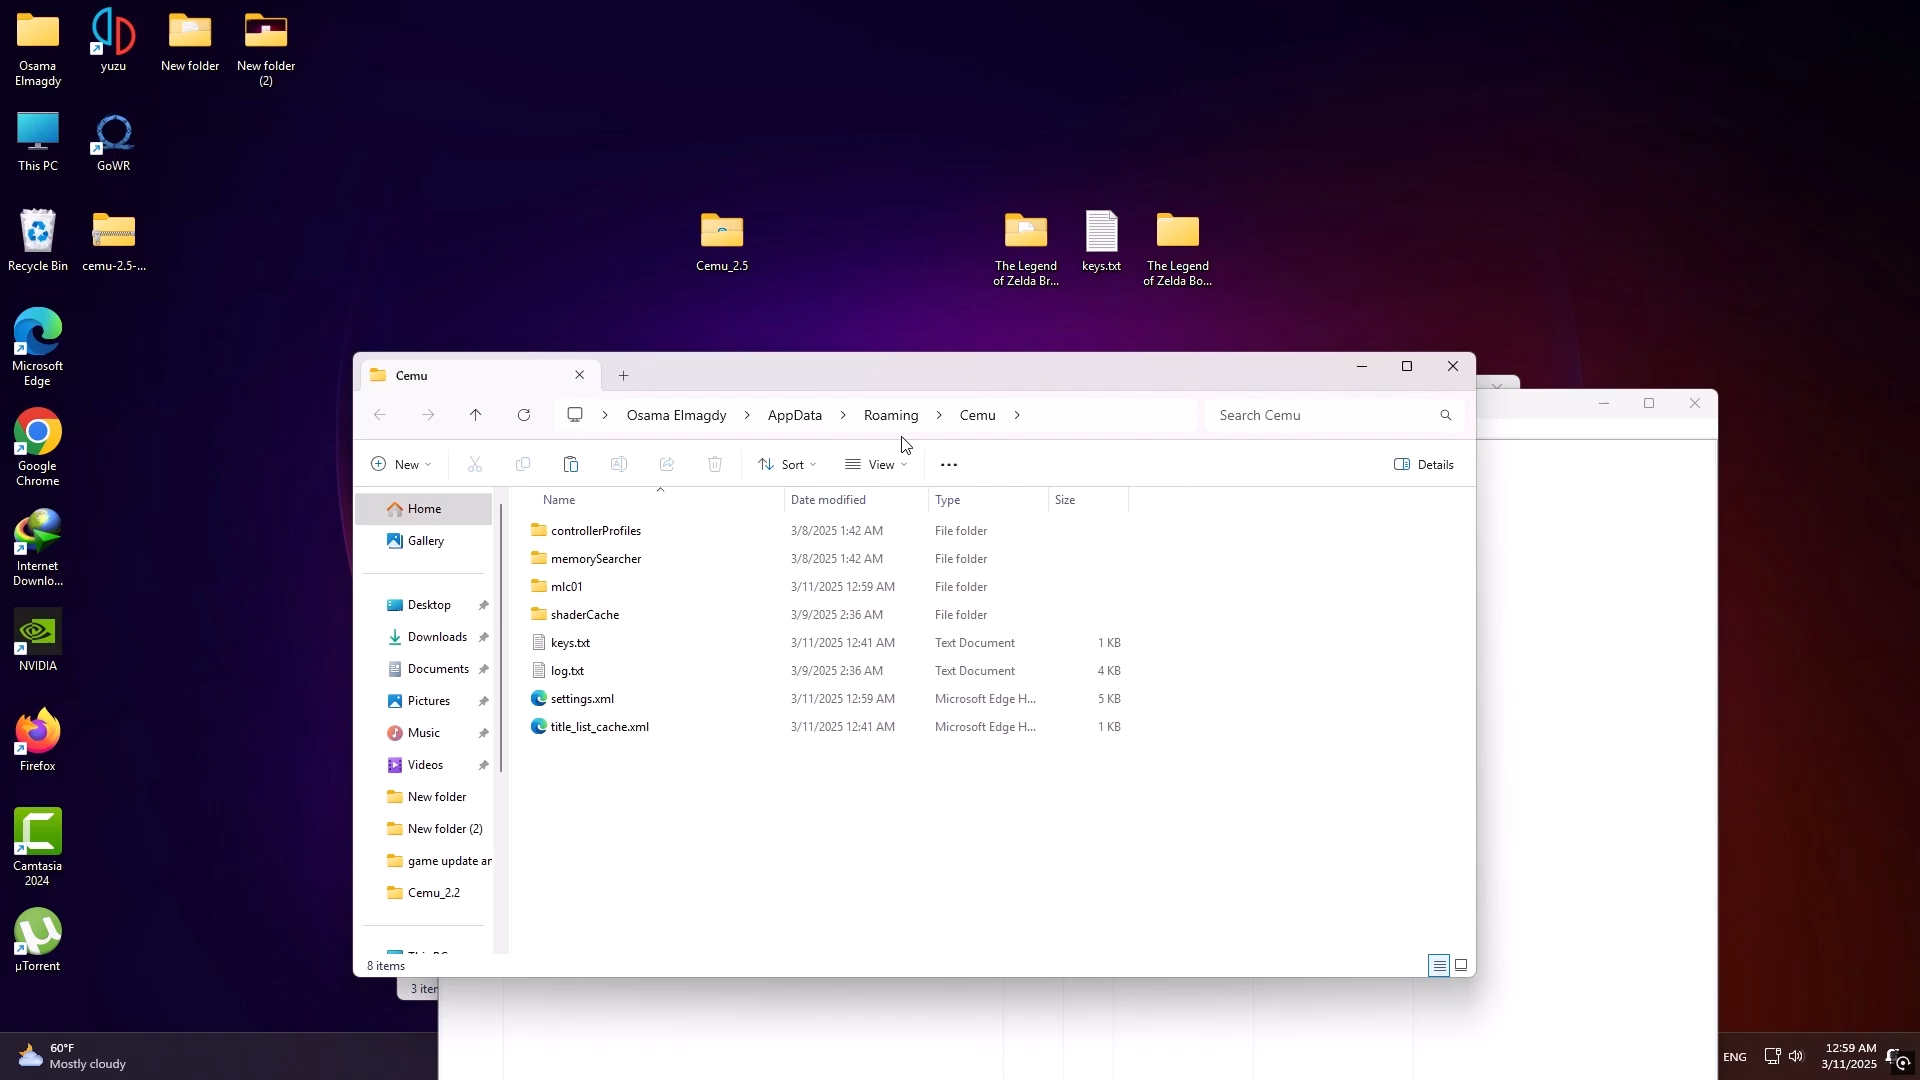 Osama
Elmagdy
yuzu
New folder
New folder
(2)
This PC
GoWR
Recycle Bin
cemu-2.5-...
Cemu_2.5
The Legend
of Zelda Br...
keys.txt
The Legend
of Zelda Bo...
Microsoft
Edge
Google
Chrome
Internet
Downlo...
NVIDIA
Firefox
Camtasia
2024
µTorrent
Cemu
Osama Elmagdy > AppData > Roaming > Cemu >
Search Cemu
New
Sort
View
Details
Home
Gallery
Desktop
Downloads
Documents
Pictures
Music
Videos
New folder
New folder (2)
game update ar
Cemu_2.2
Name Date modified Type Size
controllerProfiles 3/8/2025 1:42 AM File folder
memorySearcher 3/8/2025 1:42 AM File folder
mlc01 3/11/2025 12:59 AM File folder
shaderCache 3/9/2025 2:36 AM File folder
keys.txt 3/11/2025 12:41 AM Text Document 1 KB
log.txt 3/9/2025 2:36 AM Text Document 4 KB
settings.xml 3/11/2025 12:59 AM Microsoft Edge H... 5 KB
title_list_cache.xml 3/11/2025 12:41 AM Microsoft Edge H... 1 KB
8 items
3 iter
60°F
Mostly cloudy
ENG
12:59 AM
3/11/2025